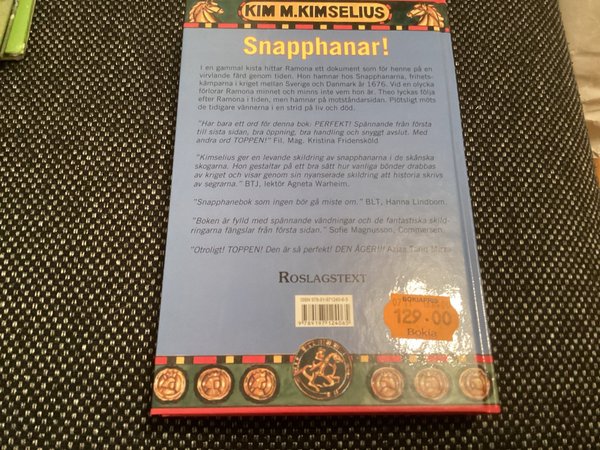 KIM M.KIMSELIUS
Snapphanar!
I en gammal kista hittar Ramona ett dokument som för henne på en
virvlande färd genom tiden. Hon hamnar hos Snapphanarna, frihets-
kämparna i kriget mellan Sverige och Danmark år 1676. Vid en olycka
förlorar Ramona minnet och minns inte vem hon är. Theo lyckas följa
efter Ramona i tiden, men hamnar på motståndarsidan. Plötsligt möts
de tidigare vännerna i en strid på liv och död.
"Har bara ett ord för denna bok: PERFEKT! Spännande från första
till sista sidan, bra öppning, bra handling och snyggt avslut. Med
andra ord TOPPEN!" Fil. Mag. Kristina Fridensköld
"Kimselius ger en levande skildring av snapphanarna i de skånska
skogarna. Hon gestaltar på ett bra sätt hur vanliga bönder drabbas
av kriget och visar genom sin nyanserade skildring att historia skrivs
av segrarna." BTJ, lektör Agneta Warheim.
"Snapphanebok som ingen bör gå miste om." BLT, Hanna Lindbom.
"Boken är fylld med spännande vändningar och de fantastiska skild-
ringarna fängslar från första sidan." Sofie Magnusson, Commersen.
"Otroligt! TOPPEN! Den är så perfekt! DEN ÄGER!!!"
ROSLAGSTEXT
BOKIAPRIS
07
129.00
Bokia